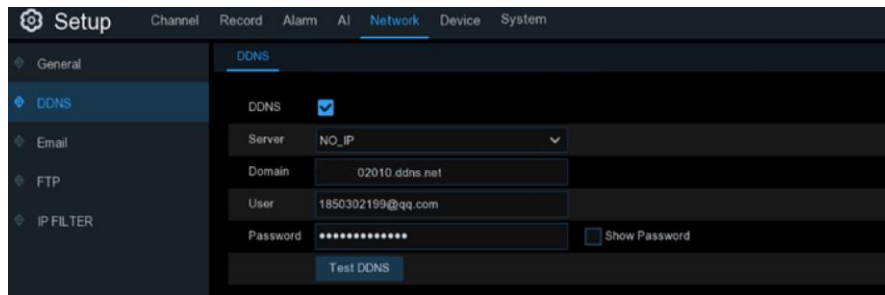 Setup Channel Record Alarm AI Network Device System
General
DDNS
Email
FTP
IP FILTER
DDNS
DDNS
Server NO_IP
Domain 02010.ddns.net
User 1850302199@qq.com
Password ••••••••••••• Show Password
Test DDNS